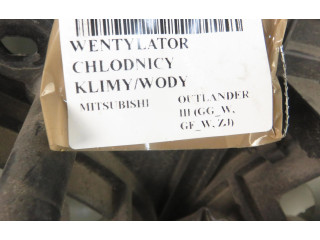 WENTYLATOR
CHŁODNICY
KLIMY/WODY
MITSUBISHI OUTLANDER
III (GG_W,
GF_W, ZJ)